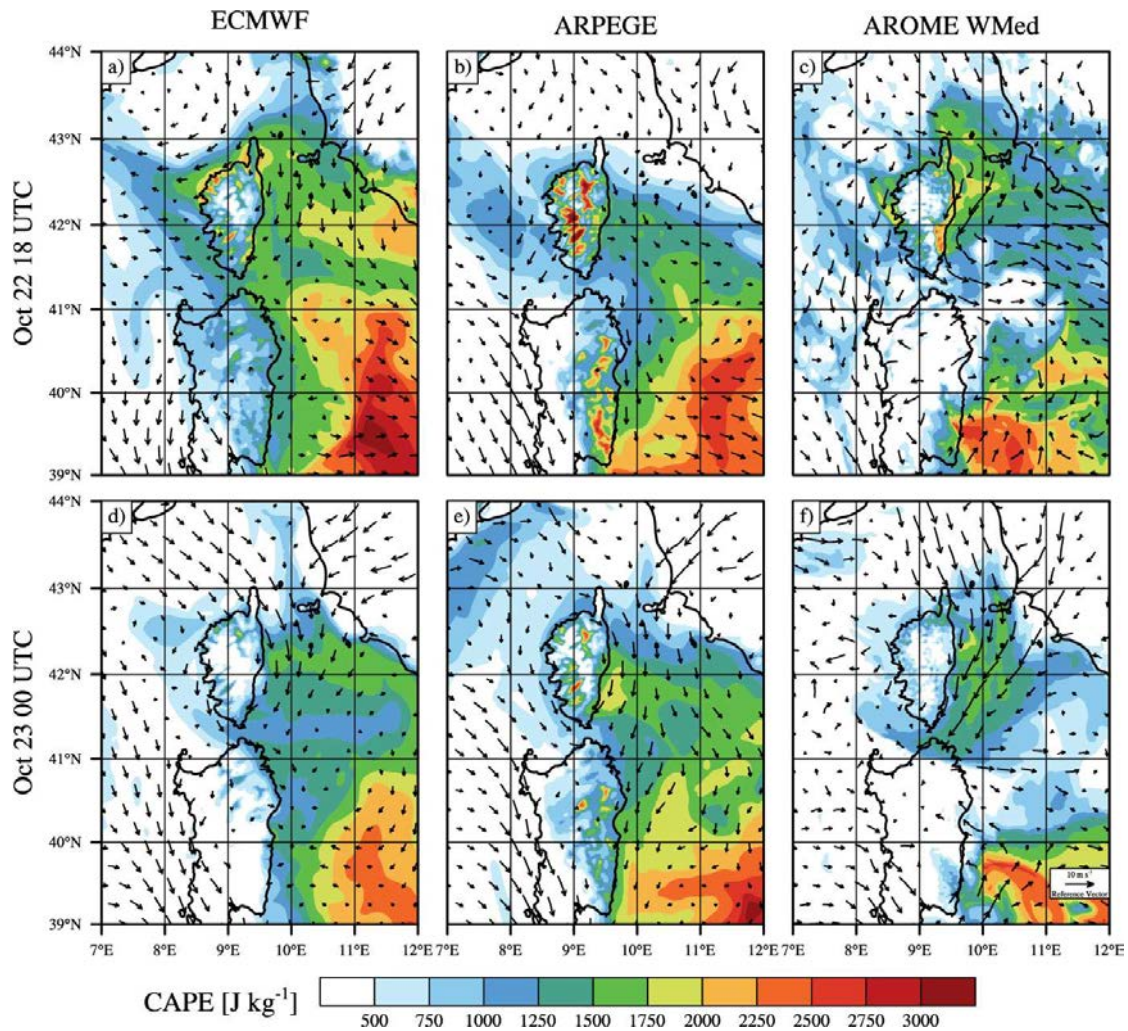 ECMWF ARPEGE AROME WMed
Oct 22 18 UTC
44°N a) b) c)
43°N
42°N
41°N
40°N
39°N
Oct 23 00 UTC
44°N d) e) f)
43°N
42°N
41°N
40°N
10 m s⁻¹
Reference Vector
39°N
7°E 8°E 9°E 10°E 11°E 12°E 7°E 8°E 9°E 10°E 11°E 12°E 7°E 8°E 9°E 10°E 11°E 12°E
CAPE [J kg⁻¹]
500 750 1000 1250 1500 1750 2000 2250 2500 2750 3000